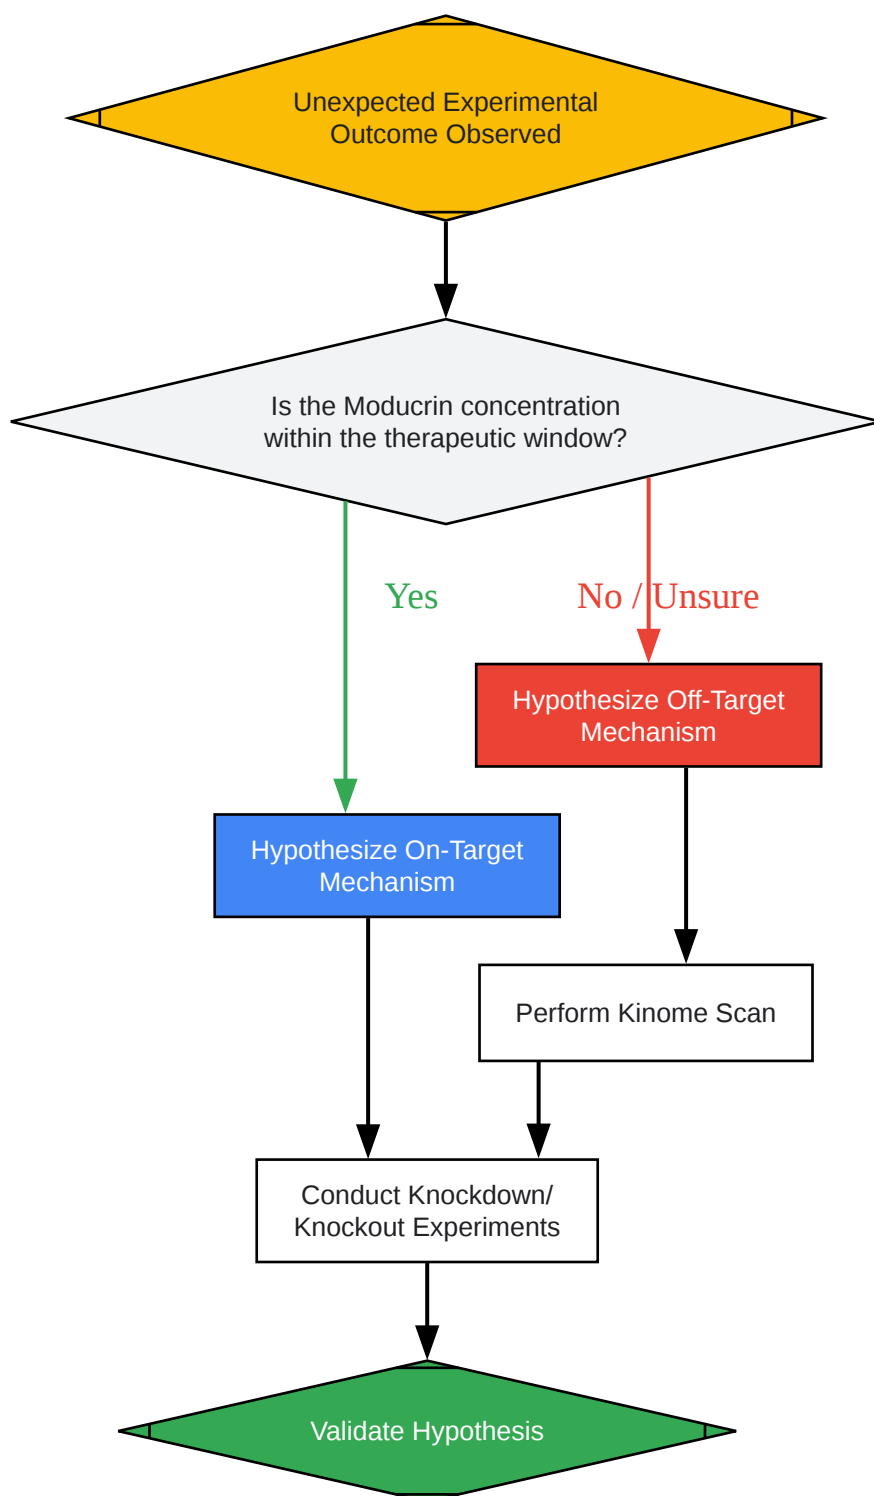 Unexpected Experimental
Outcome Observed
Is the Moducrin concentration
within the therapeutic window?
Yes
No / Unsure
Hypothesize Off-Target
Mechanism
Hypothesize On-Target
Mechanism
Perform Kinome Scan
Conduct Knockdown/
Knockout Experiments
Validate Hypothesis